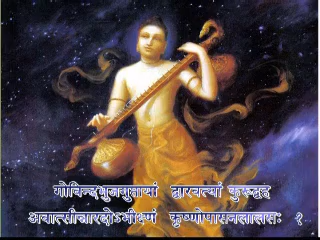 गोविन्दभुजगुप्तायां द्वारवत्यां कुरूद्वह
अवात्सीन्नारदोऽभीक्ष्णं कृष्णोपासनलालसः १